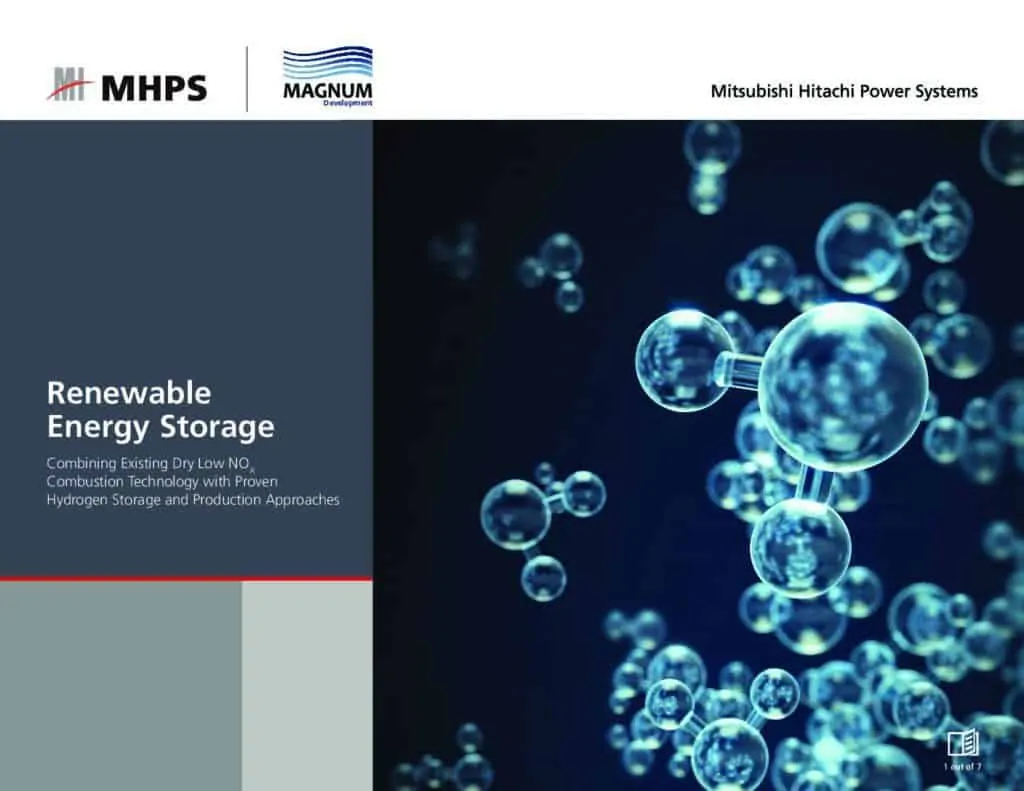 MHPS
MAGNUM
Development
Mitsubishi Hitachi Power Systems
Renewable
Energy Storage
Combining Existing Dry Low NOX
Combustion Technology with Proven
Hydrogen Storage and Production Approaches
1 out of 7